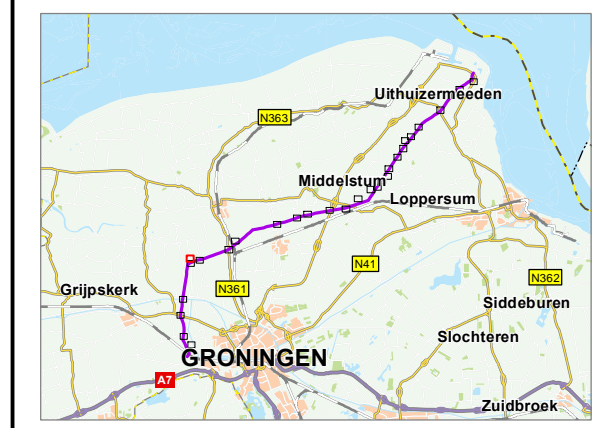 Uithuizermeeden
N363
Middelstum
Loppersum
N41
N362
Grijpskerk
N361
Siddeburen
Slochteren
GRONINGEN
A7
Zuidbroek